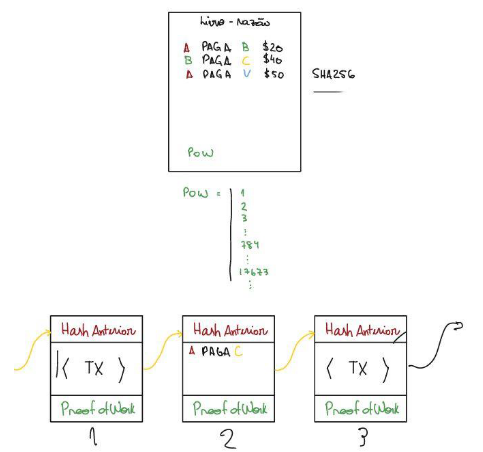 Livro-Razão
A PAGA B $20
B PAGA C $40
A PAGA V $50
SHA256
PoW
PoW =
1
2
3
⋮
784
⋮
17673
⋮
Hash Anterior
< TX >
Proof of Work
1
Hash Anterior
A PAGA C
Proof of Work
2
Hash Anterior
< TX >
Proof of Work
3